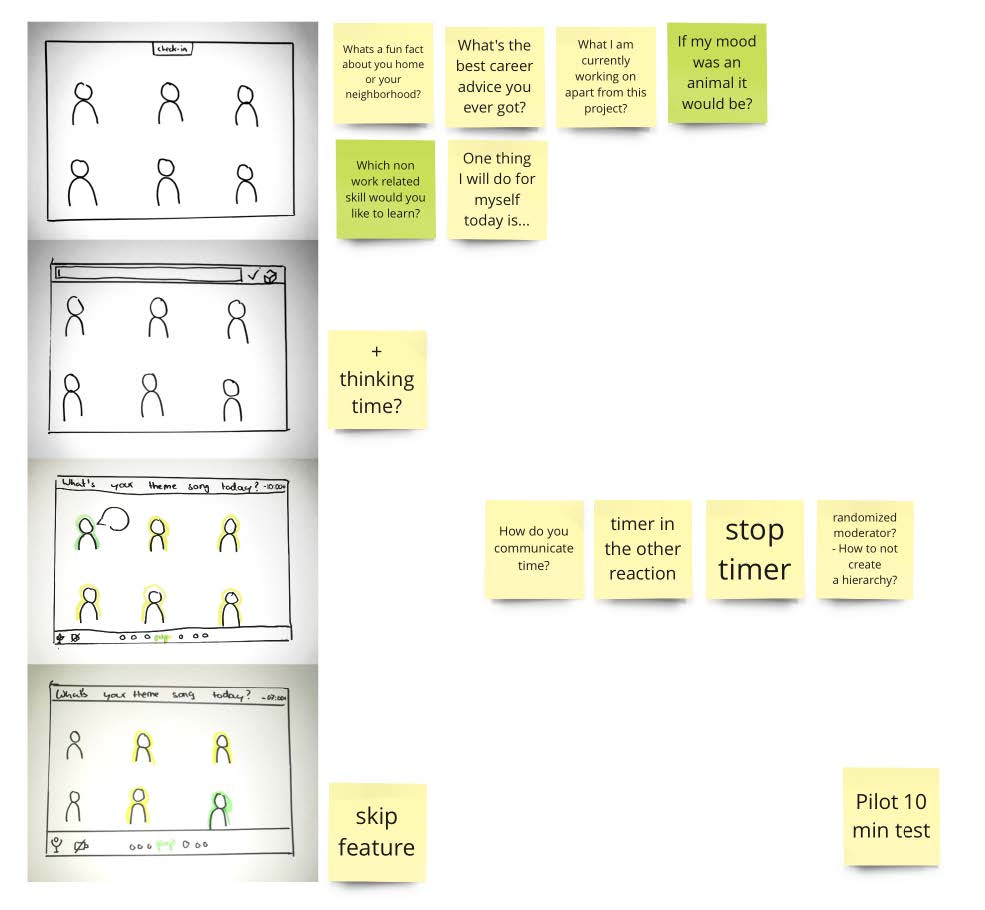 check-in
Whats a fun fact
about you home
or your
neighborhood?
What's the
best career
advice you
ever got?
What I am
currently
working on
apart from this
project?
If my mood
was an
animal it
would be?
Which non
work related
skill would you
like to learn?
One thing
I will do for
myself
today is...
+
thinking
time?
What's your theme song today? -10:00+
How do you
communicate
time?
timer in
the other
reaction
stop
timer
randomized
moderator?
- How to not
create
a hierarchy?
What's your theme song today? -07:00+
skip
feature
Pilot 10
min test